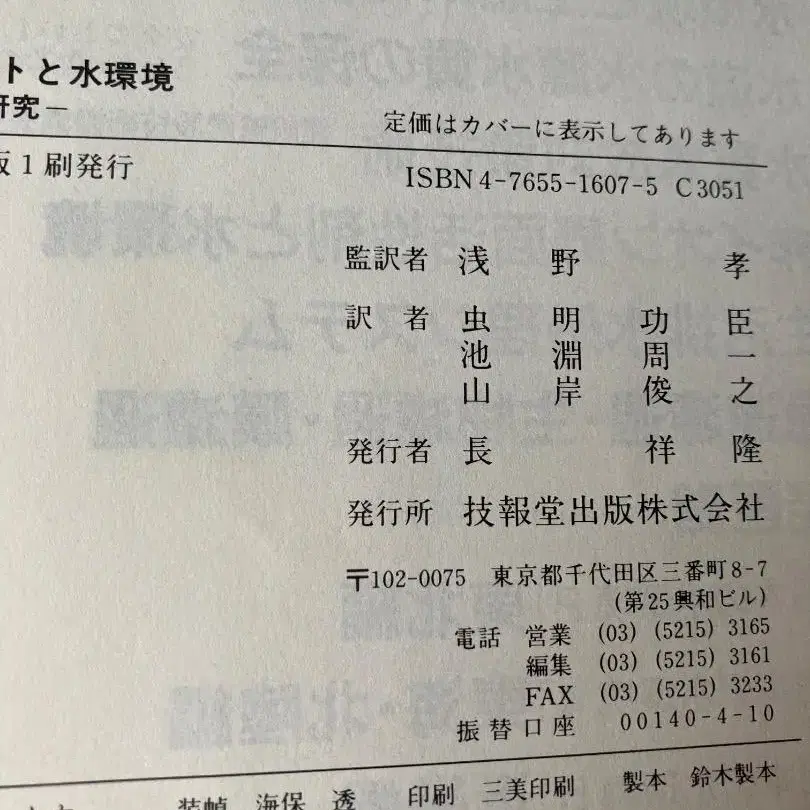 トと水環境
研究－
定価はカバーに表示してあります
版1刷発行
ISBN 4-7655-1607-5 C 3051
監訳者 浅野 孝
訳者 虫明功臣
池淵周一
山岸俊之
発行者 長 祥隆
発行所 技報堂出版株式会社
〒102-0075 東京都千代田区三番町8-7
(第25興和ビル)
電話 営業 (03) (5215) 3165
編集 (03) (5215) 3161
FAX (03) (5215) 3233
振替口座 00140-4-10
装幀 海保 透 印刷 三美印刷 製本 鈴木製本